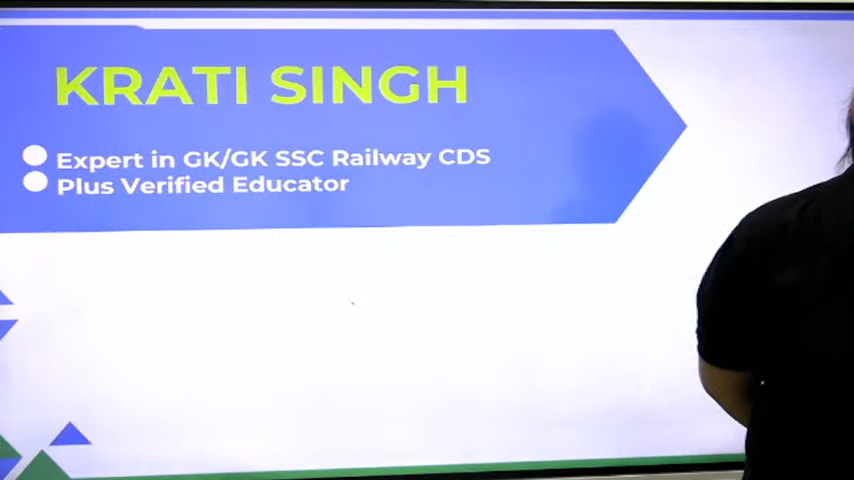 KRATI SINGH
Expert in GK/GK SSC Railway CDS
Plus Verified Educator